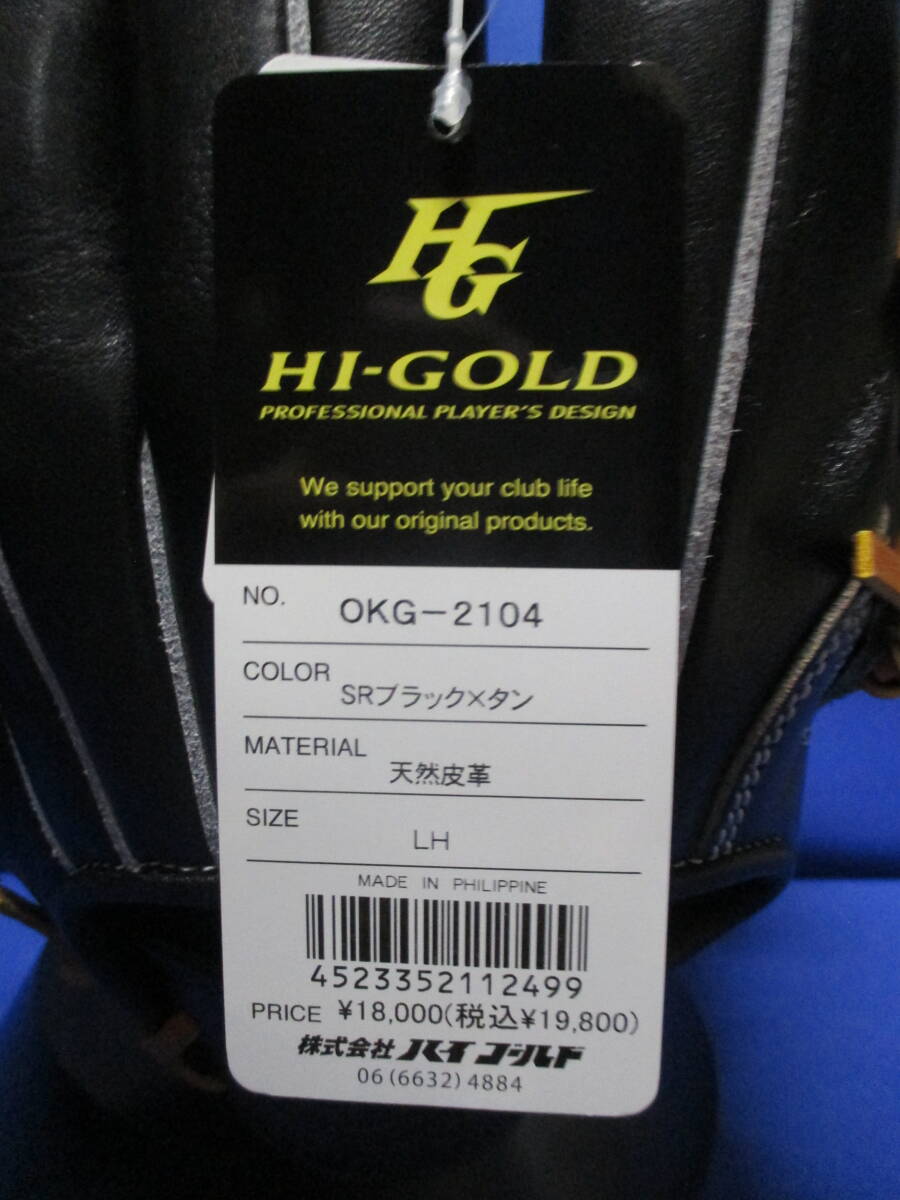 HG
HI-GOLD
PROFESSIONAL PLAYER'S DESIGN
We support your club life
with our original products.
NO. OKG-2104
COLOR SRブラック×タン
MATERIAL 天然皮革
SIZE LH
MADE IN PHILIPPINE
4523352112499
PRICE ¥18,000(税込¥19,800)
株式会社ハイゴールド
06(6632)4884